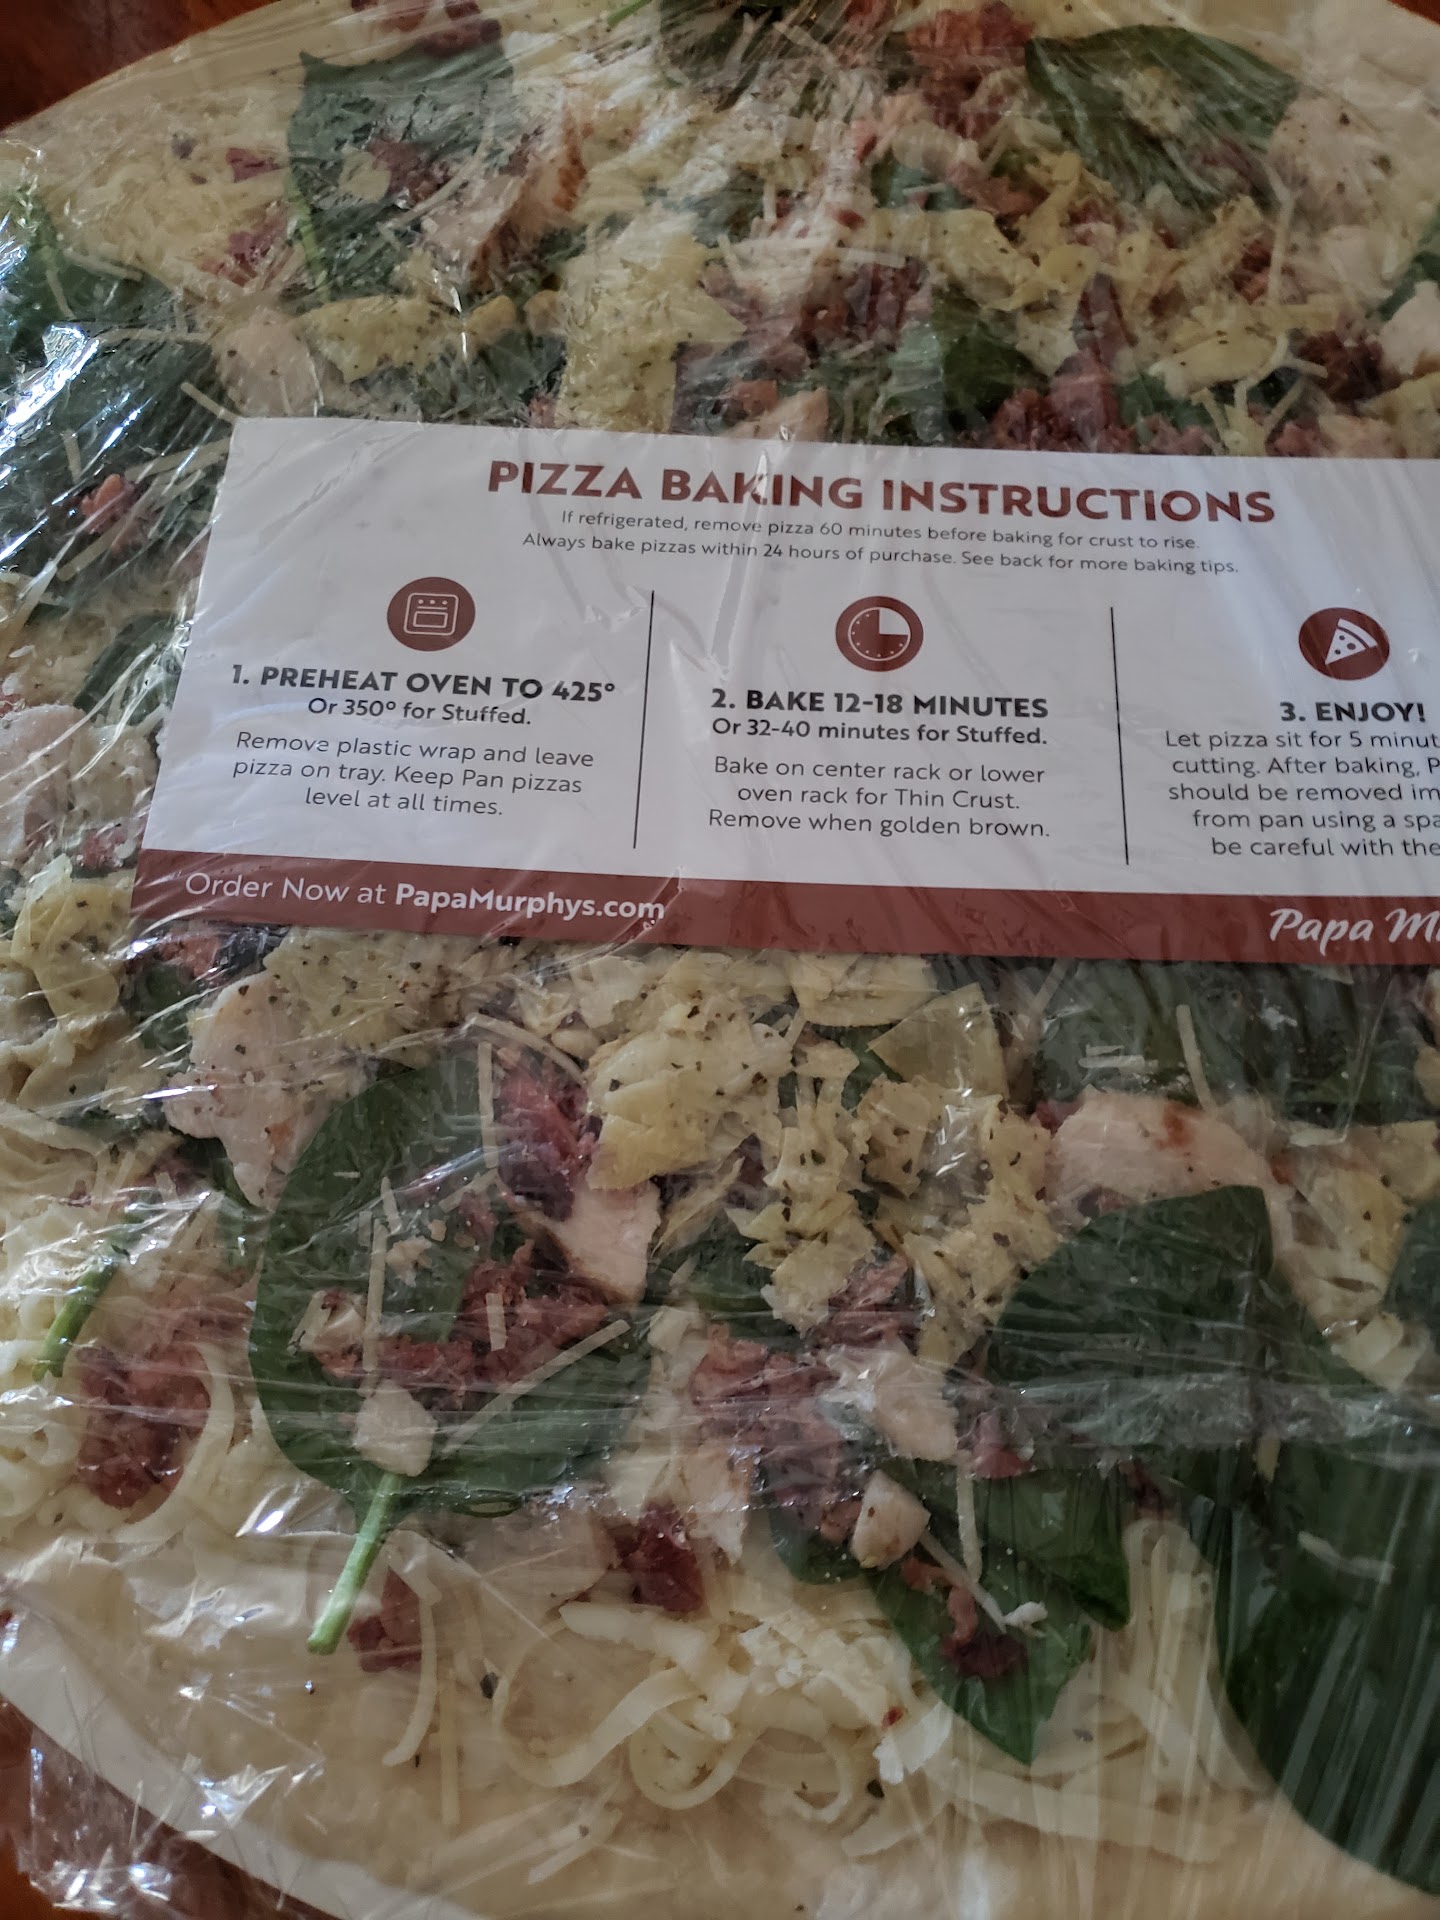 PIZZA BAKING INSTRUCTIONS
If refrigerated, remove pizza 60 minutes before baking for crust to rise.
Always bake pizzas within 24 hours of purchase. See back for more baking tips.
1. PREHEAT OVEN TO 425°
Or 350° for Stuffed.
Remove plastic wrap and leave
pizza on tray. Keep Pan pizzas
level at all times.
2. BAKE 12-18 MINUTES
Or 32-40 minutes for Stuffed.
Bake on center rack or lower
oven rack for Thin Crust.
Remove when golden brown.
3. ENJOY!
Let pizza sit for 5 minut
cutting. After baking, P
should be removed im
from pan using a spa
be careful with the
Order Now at PapaMurphys.com
Papa M